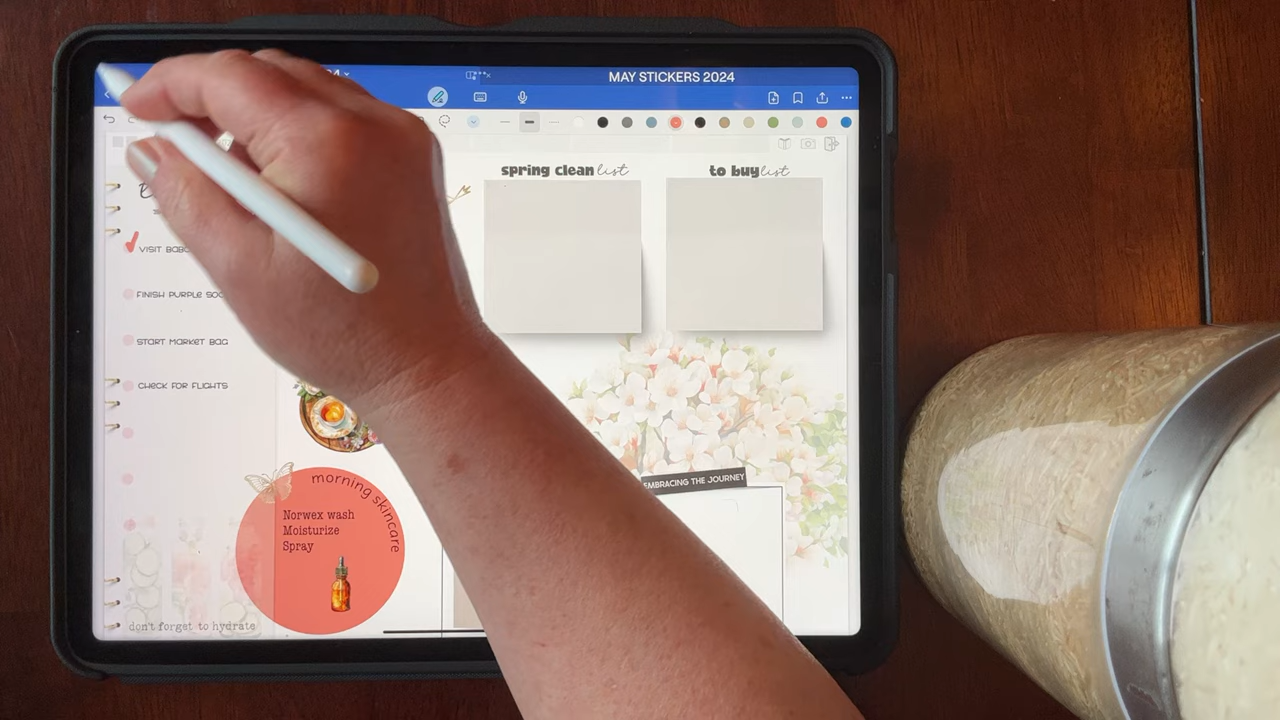 MAY STICKERS 2024
spring clean list
to buy list
VISIT
FINISH PURPLE
START MARKET BAG
CHECK FOR FLIGHTS
EMBRACING THE JOURNEY
morning skincare
Norwex wash
Moisturize
Spray
don't forget to hydrate